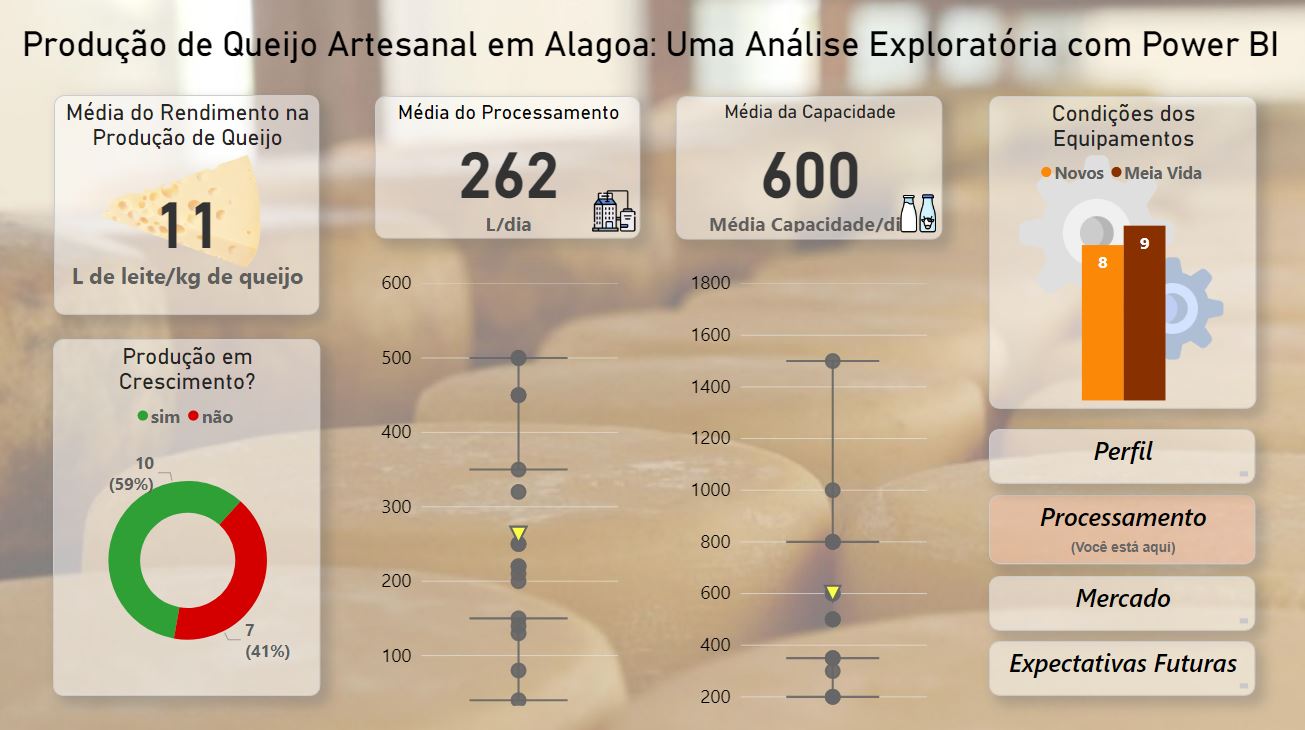 Produção de Queijo Artesanal em Alagoa: Uma Análise Exploratória com Power BI
Média do Rendimento na
Produção de Queijo
11
L de leite/kg de queijo
Produção em
Crescimento?
sim não
10
(59%)
7
(41%)
Média do Processamento
262
L/dia
600
500
400
300
200
100
Média da Capacidade
600
Média Capacidade/di
1800
1600
1400
1200
1000
800
600
400
200
Condições dos
Equipamentos
Novos Meia Vida
8
9
Perfil
Processamento
(Você está aqui)
Mercado
Expectativas Futuras